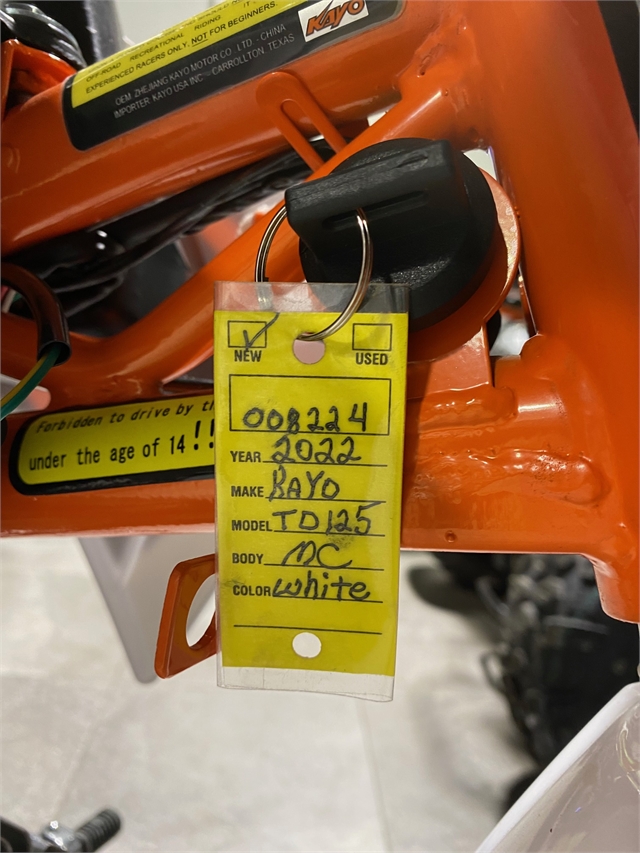 OFF-ROAD RECREATIONAL RIDING IT
EXPERIENCED RACERS ONLY, NOT FOR BEGINNERS.
KAYO
OEM: ZHEJIANG KAYO MOTOR CO., LTD - CHINA
IMPORTER: KAYO USA INC - CARROLLTON, TEXAS
NEW USED
008224
YEAR 2022
MAKE KAYO
MODEL TD125
BODY MC
COLOR White
Forbidden to drive by
under the age of 14!!